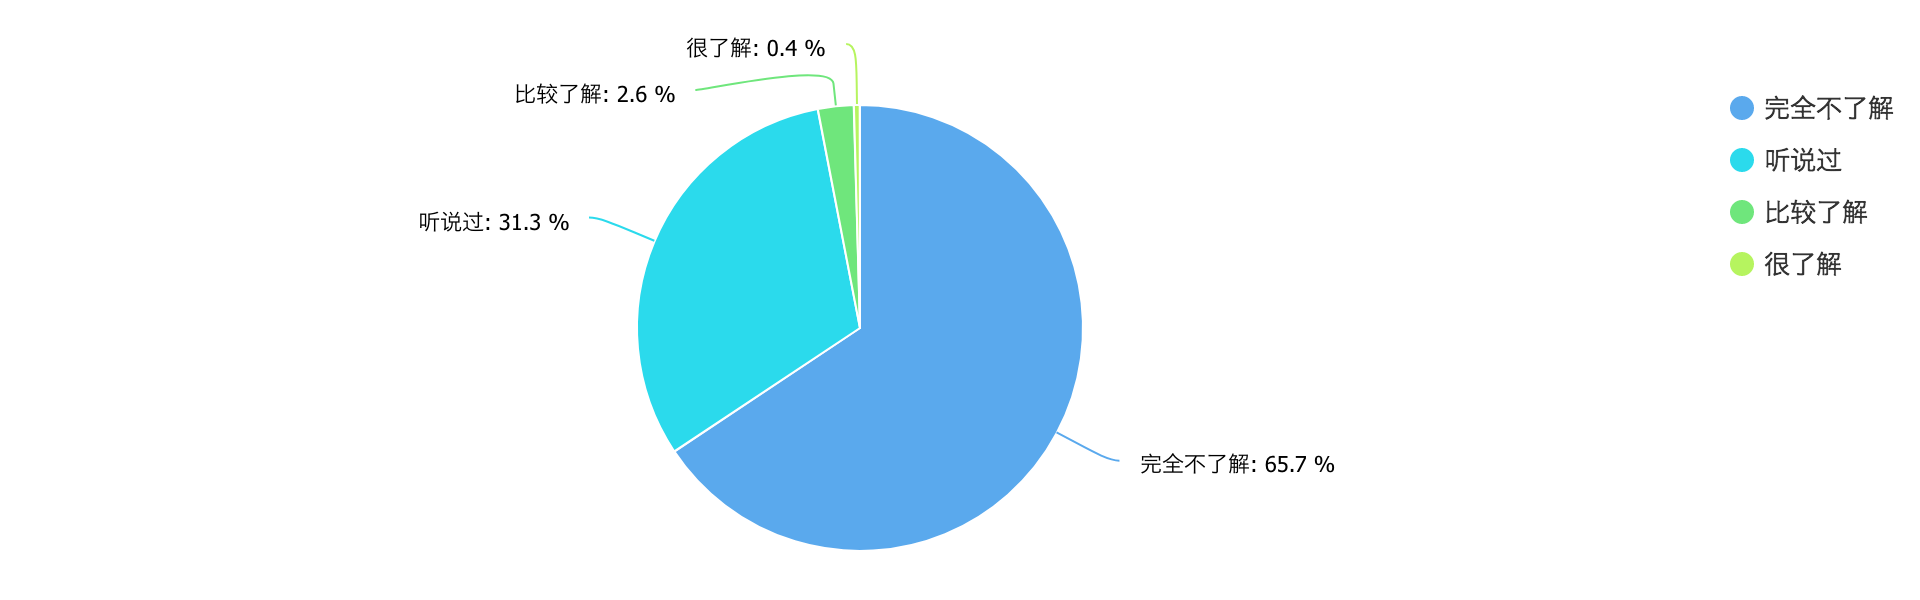 很了解: 0.4 %
比较了解: 2.6 %
听说过: 31.3 %
完全不了解: 65.7 %
完全不了解
听说过
比较了解
很了解